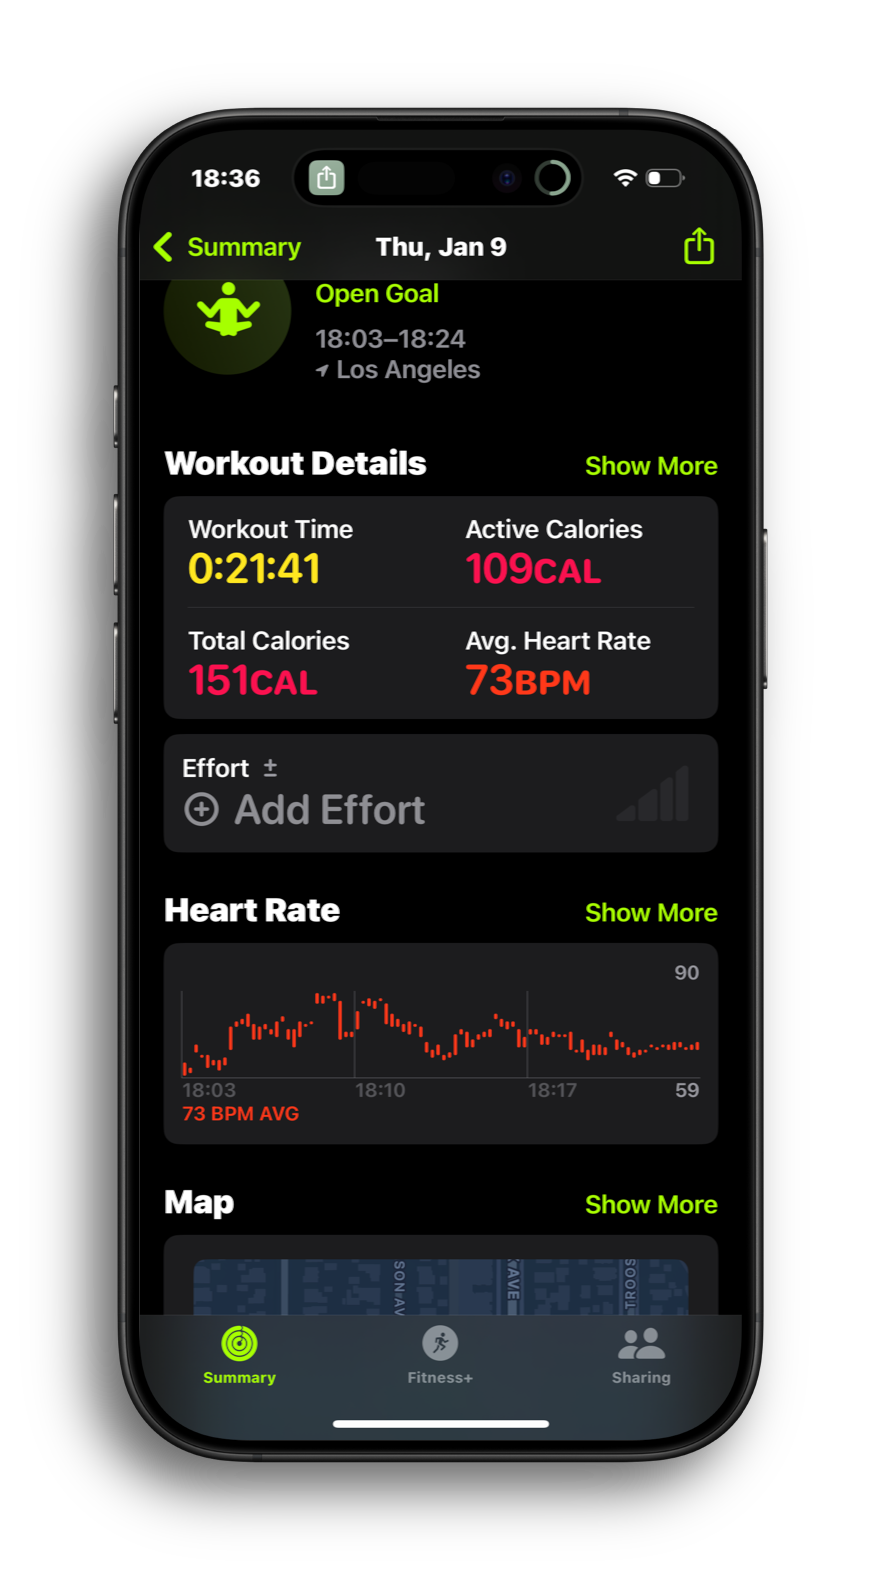 18:36
Summary
Thu, Jan 9
Open Goal
18:03–18:24
Los Angeles
Workout Details
Show More
Workout Time
Active Calories
0:21:41
109CAL
Total Calories
Avg. Heart Rate
151CAL
73BPM
Effort ±
Add Effort
Heart Rate
Show More
90
18:03
18:10
18:17
59
73 BPM AVG
Map
Show More
SON AV
AVE
TROOS
Summary
Fitness+
Sharing